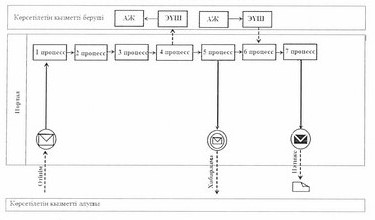 Көрсетілетін қызметті беруші
АЖ
ЭҮШ
АЖ
ЭҮШ
Портал
1 процесс
2 процесс
3 процесс
4 процесс
5 процесс
6 процесс
7 процесс
Өтініш
Хабарлама
Нәтиже
Көрсетілетін қызметті алушы